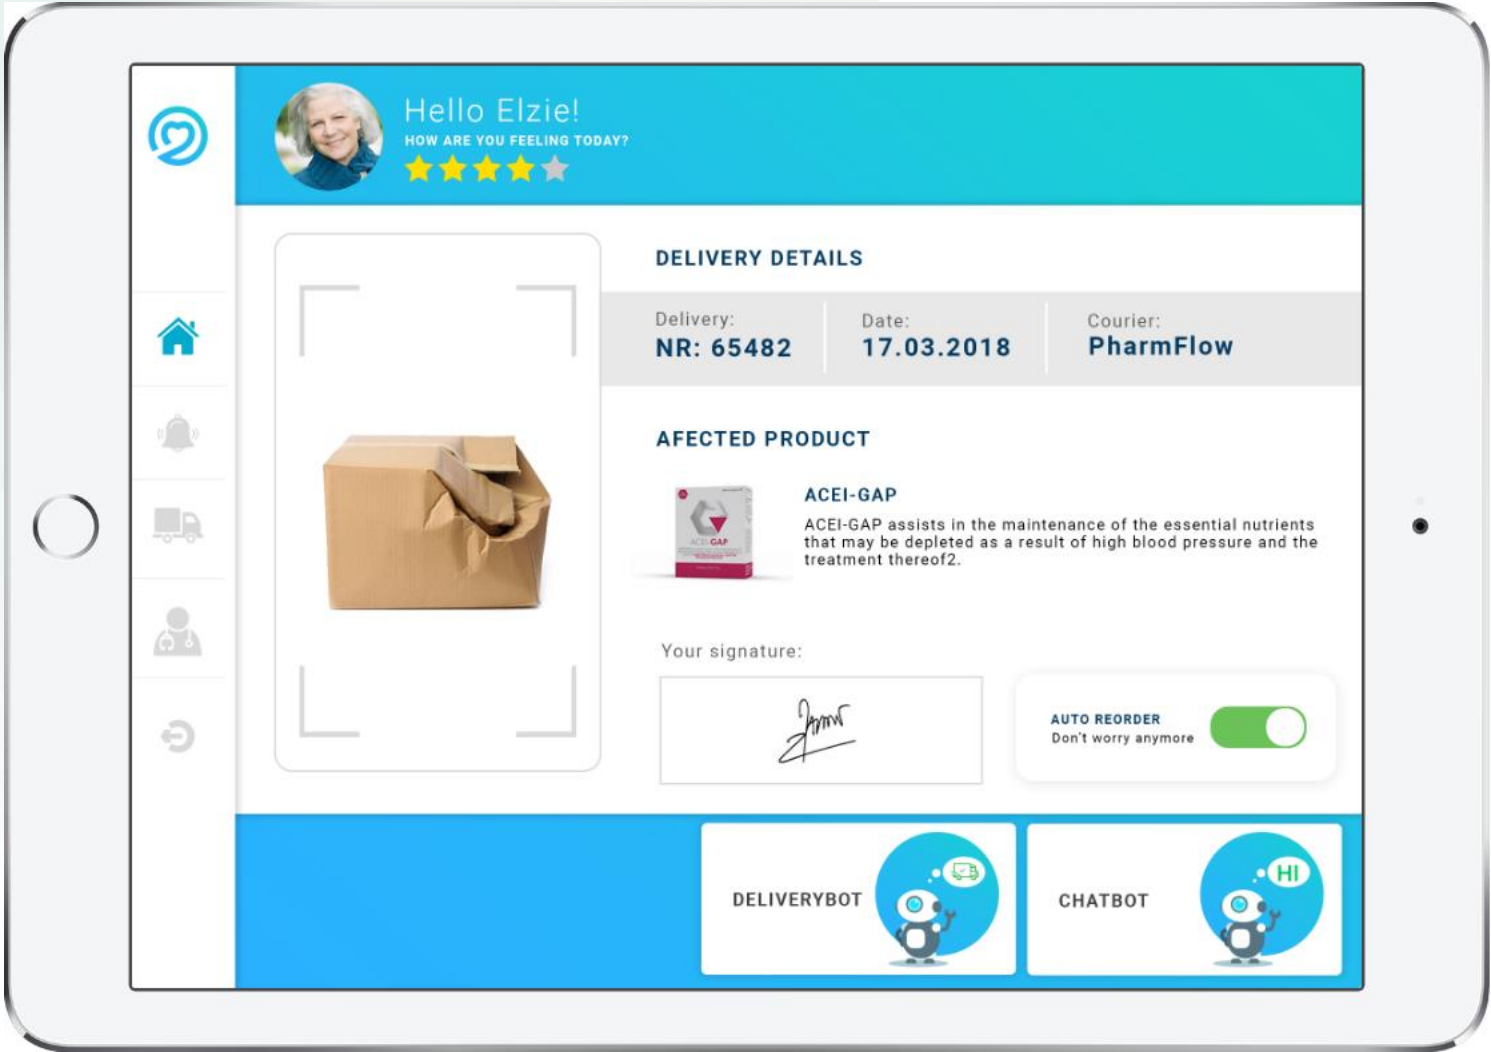 Hello Elzie!
HOW ARE YOU FEELING TODAY?
DELIVERY DETAILS
Delivery:
NR: 65482
Date:
17.03.2018
Courier:
PharmFlow
AFECTED PRODUCT
ACEI-GAP
ACEI-GAP
ACEI-GAP assists in the maintenance of the essential nutrients
that may be depleted as a result of high blood pressure and the
treatment thereof2.
Your signature:
AUTO REORDER
Don't worry anymore
DELIVERYBOT
CHATBOT
HI